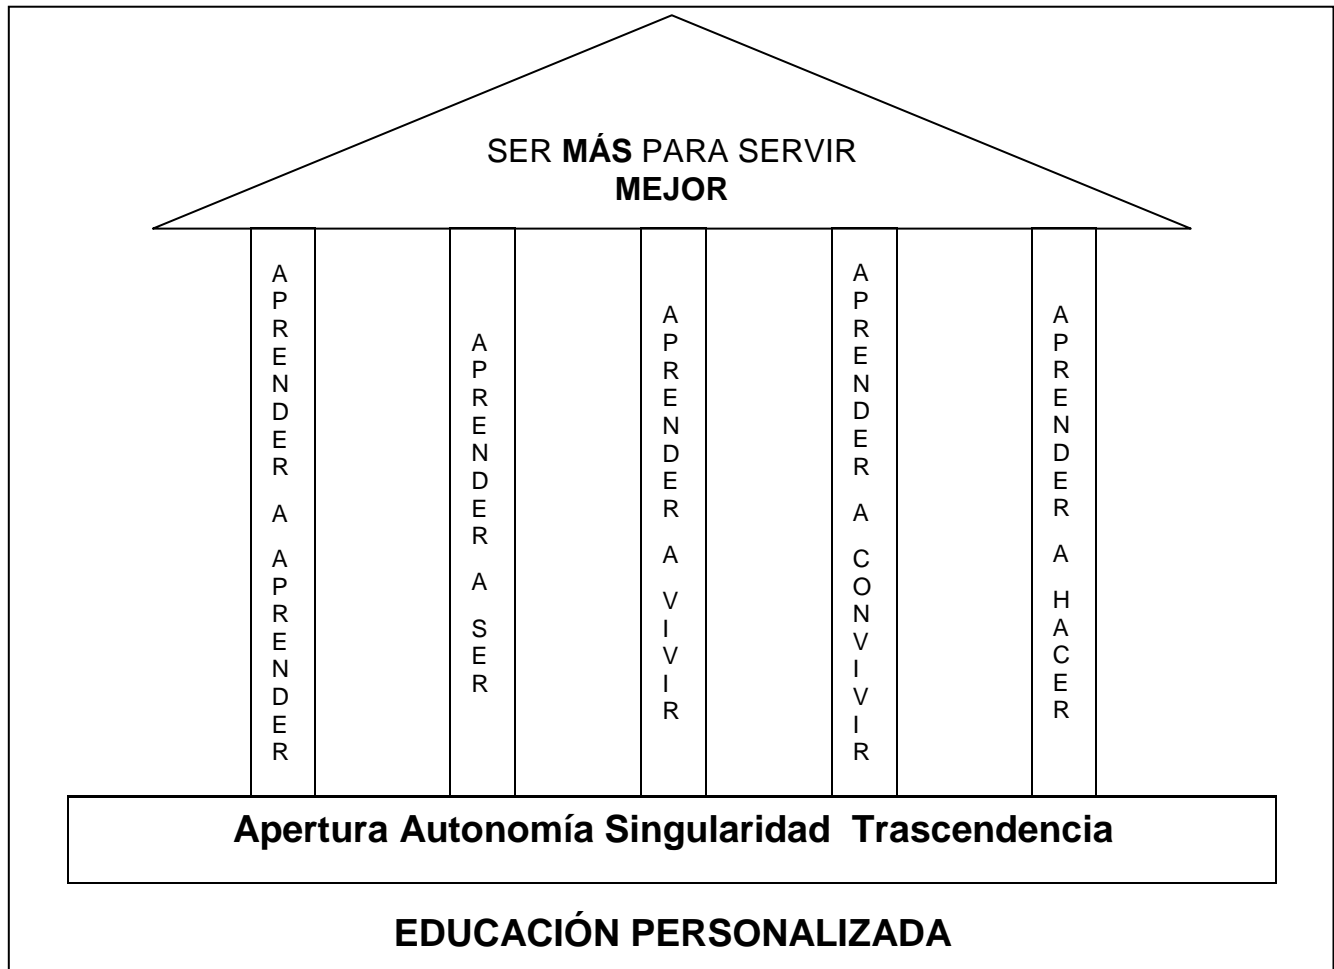 SER MÁS PARA SERVIR
MEJOR
APRENDER A APRENDER
APRENDER A SER
APRENDER A VIVIR
APRENDER A CONVIVIR
APRENDER A HACER
Apertura Autonomía Singularidad Trascendencia
EDUCACIÓN PERSONALIZADA